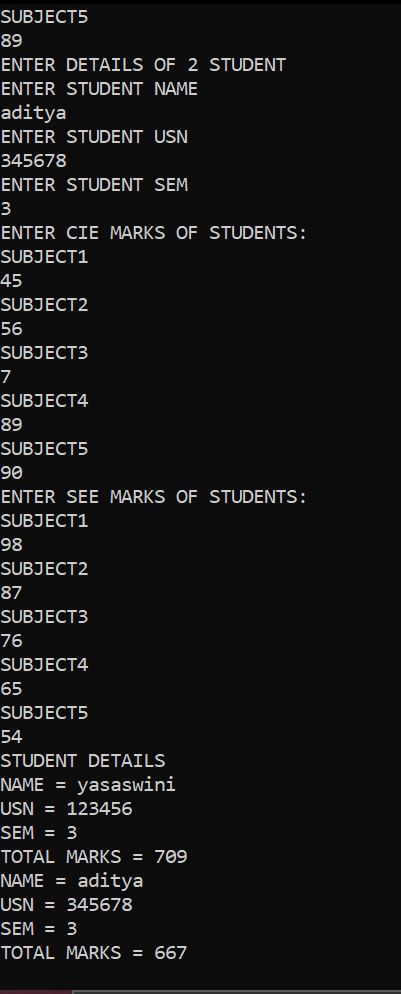 SUBJECT5
89
ENTER DETAILS OF 2 STUDENT
ENTER STUDENT NAME
aditya
ENTER STUDENT USN
345678
ENTER STUDENT SEM
3
ENTER CIE MARKS OF STUDENTS:
SUBJECT1
45
SUBJECT2
56
SUBJECT3
7
SUBJECT4
89
SUBJECT5
90
ENTER SEE MARKS OF STUDENTS:
SUBJECT1
98
SUBJECT2
87
SUBJECT3
76
SUBJECT4
65
SUBJECT5
54
STUDENT DETAILS
NAME = yasaswini
USN = 123456
SEM = 3
TOTAL MARKS = 709
NAME = aditya
USN = 345678
SEM = 3
TOTAL MARKS = 667